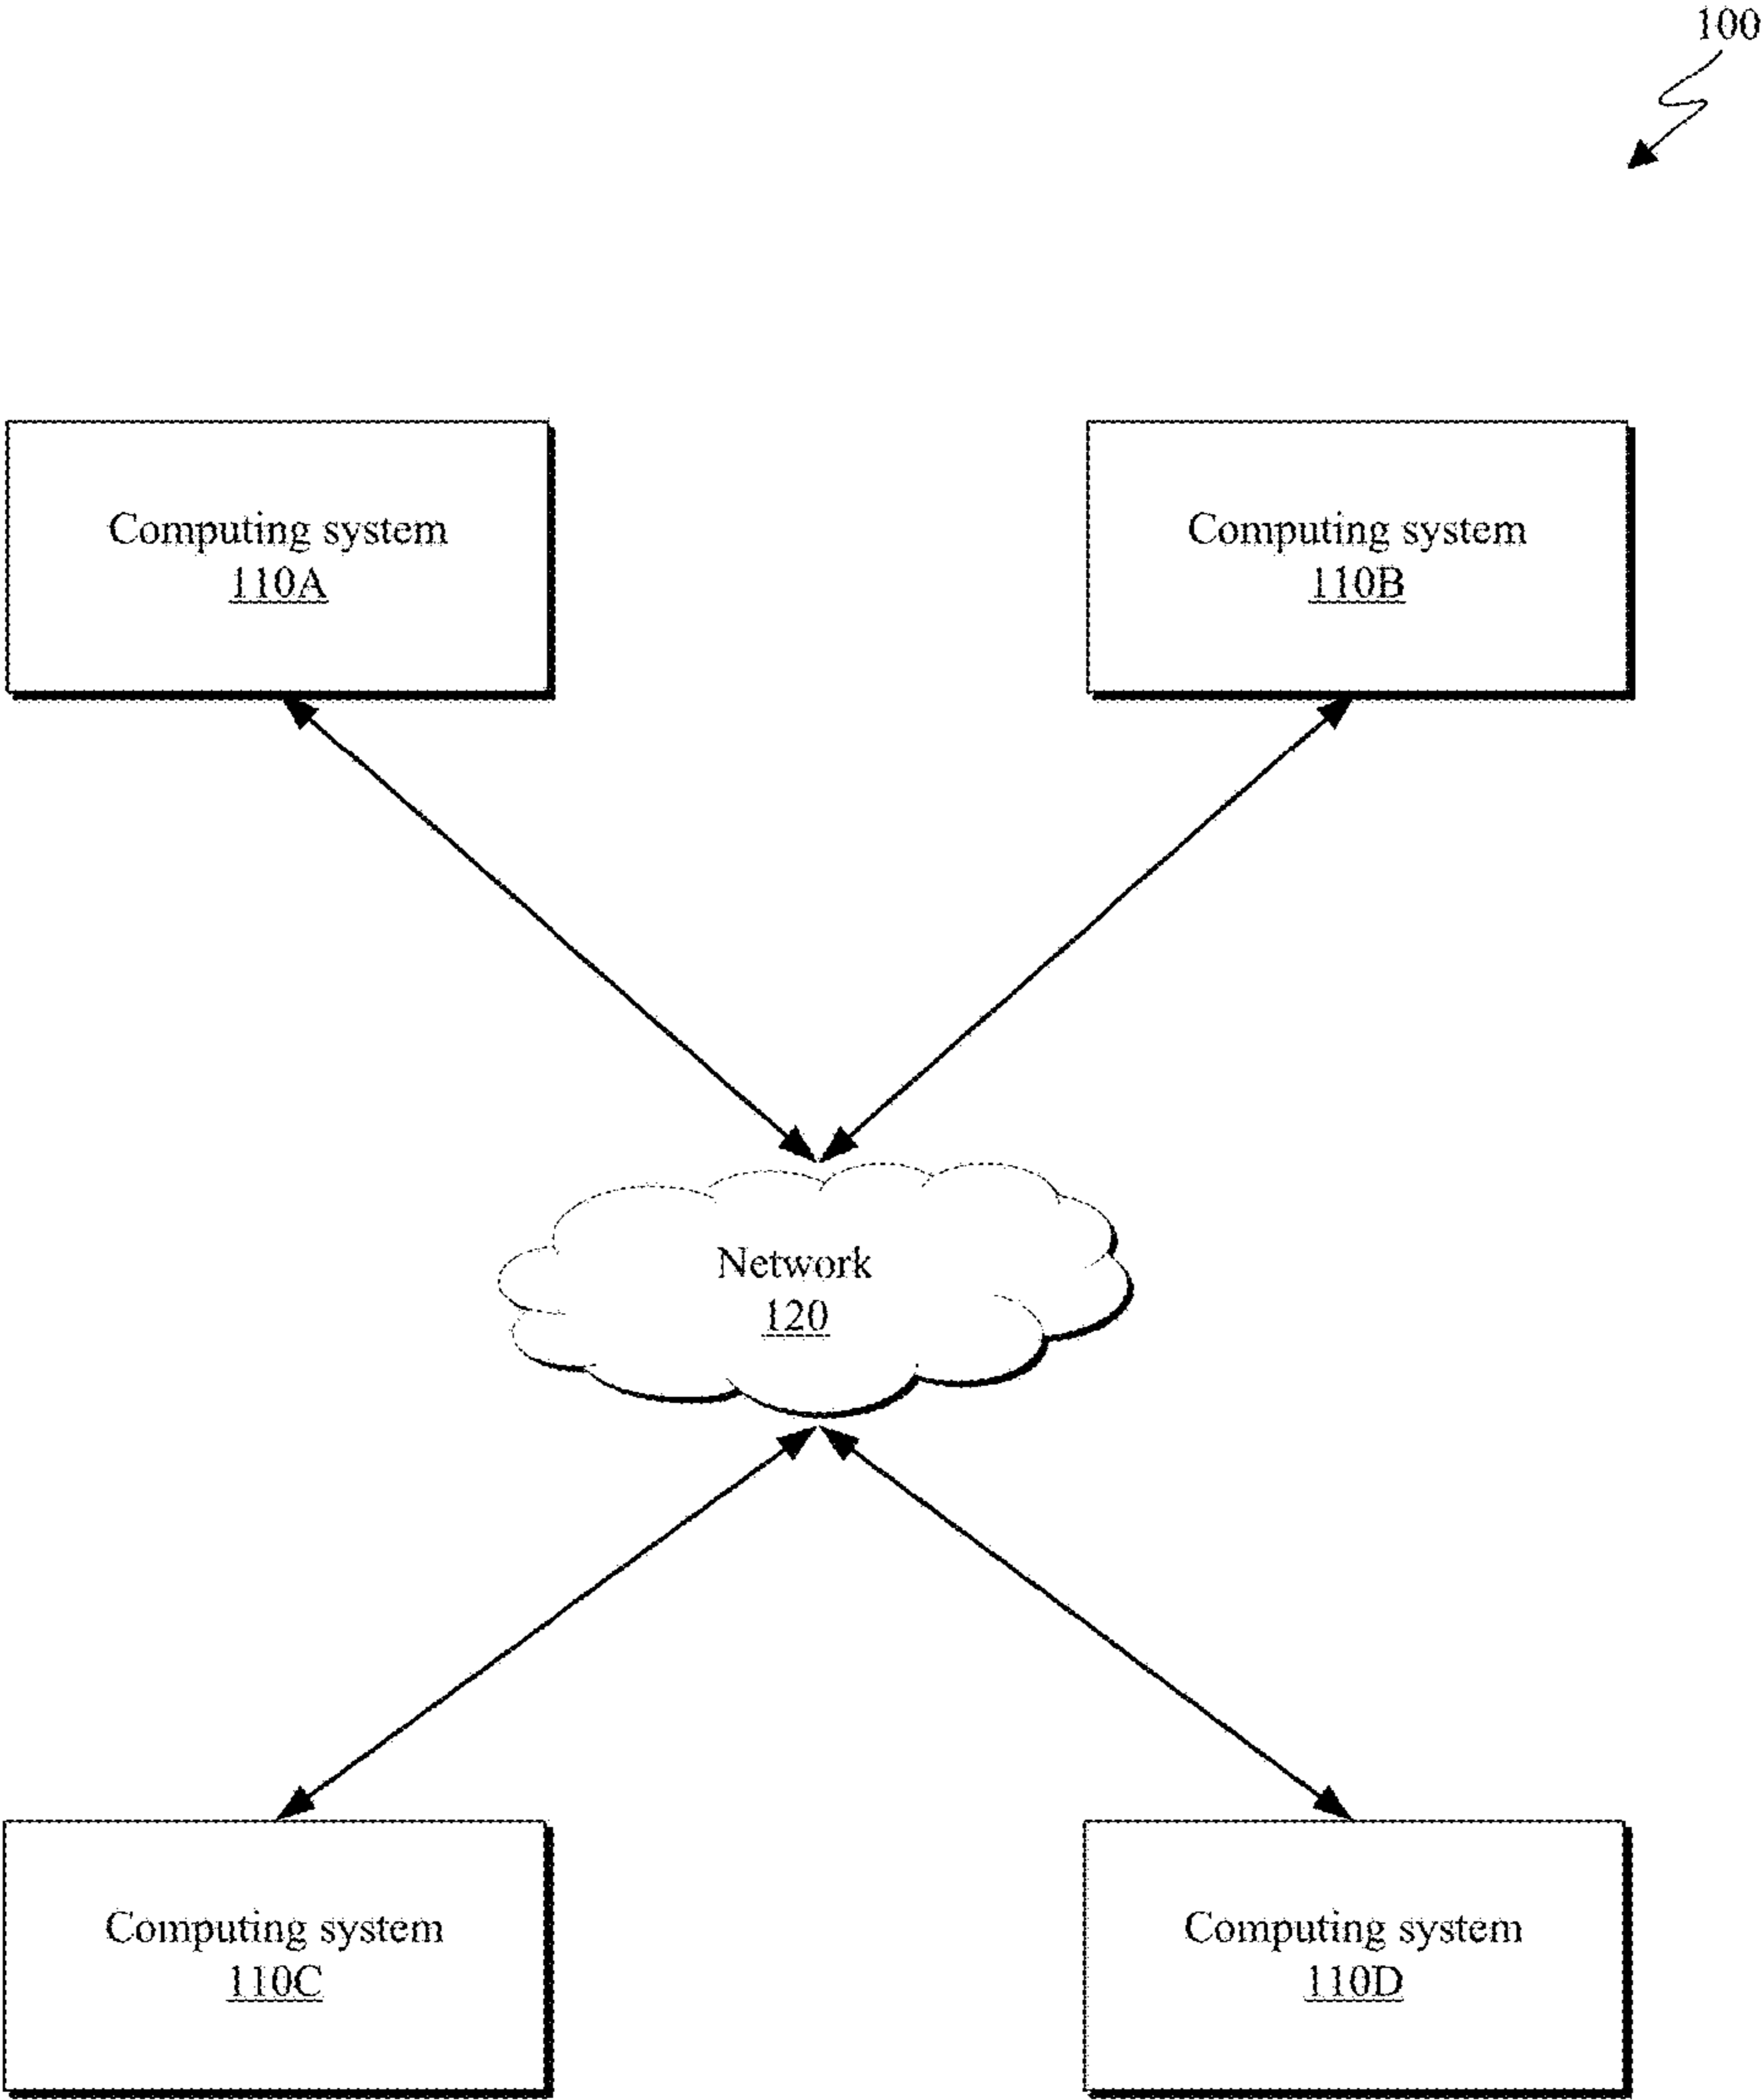 100
Computing system
110A
Computing system
110B
Network
120
Computing system
110C
Computing system
110D